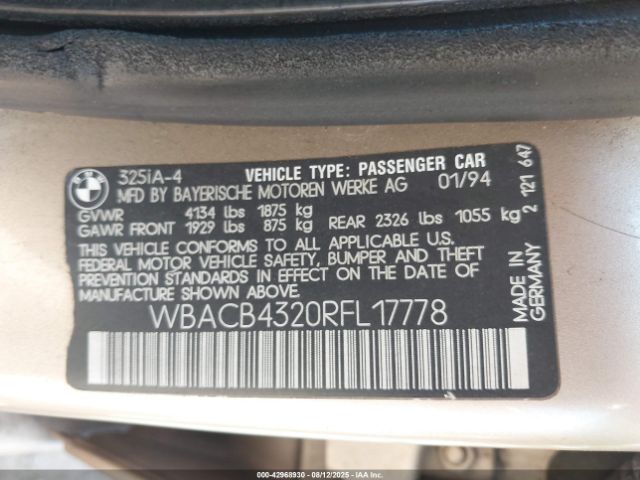 BMW
325iA-4 VEHICLE TYPE: PASSENGER CAR
MFD BY BAYERISCHE MOTOREN WERKE AG 01/94
GVWR 4134 lbs 1875 kg
GAWR FRONT 1929 lbs 875 kg REAR 2326 lbs 1055 kg
THIS VEHICLE CONFORMS TO ALL APPLICABLE U.S.
FEDERAL MOTOR VEHICLE SAFETY, BUMPER AND THEFT
PREVENTION STANDARDS IN EFFECT ON THE DATE OF
MANUFACTURE SHOWN ABOVE.
WBACB4320RFL17778
2 121 647
MADE IN
GERMANY
000-42968930 - 08/12/2025 - IAAI.COM